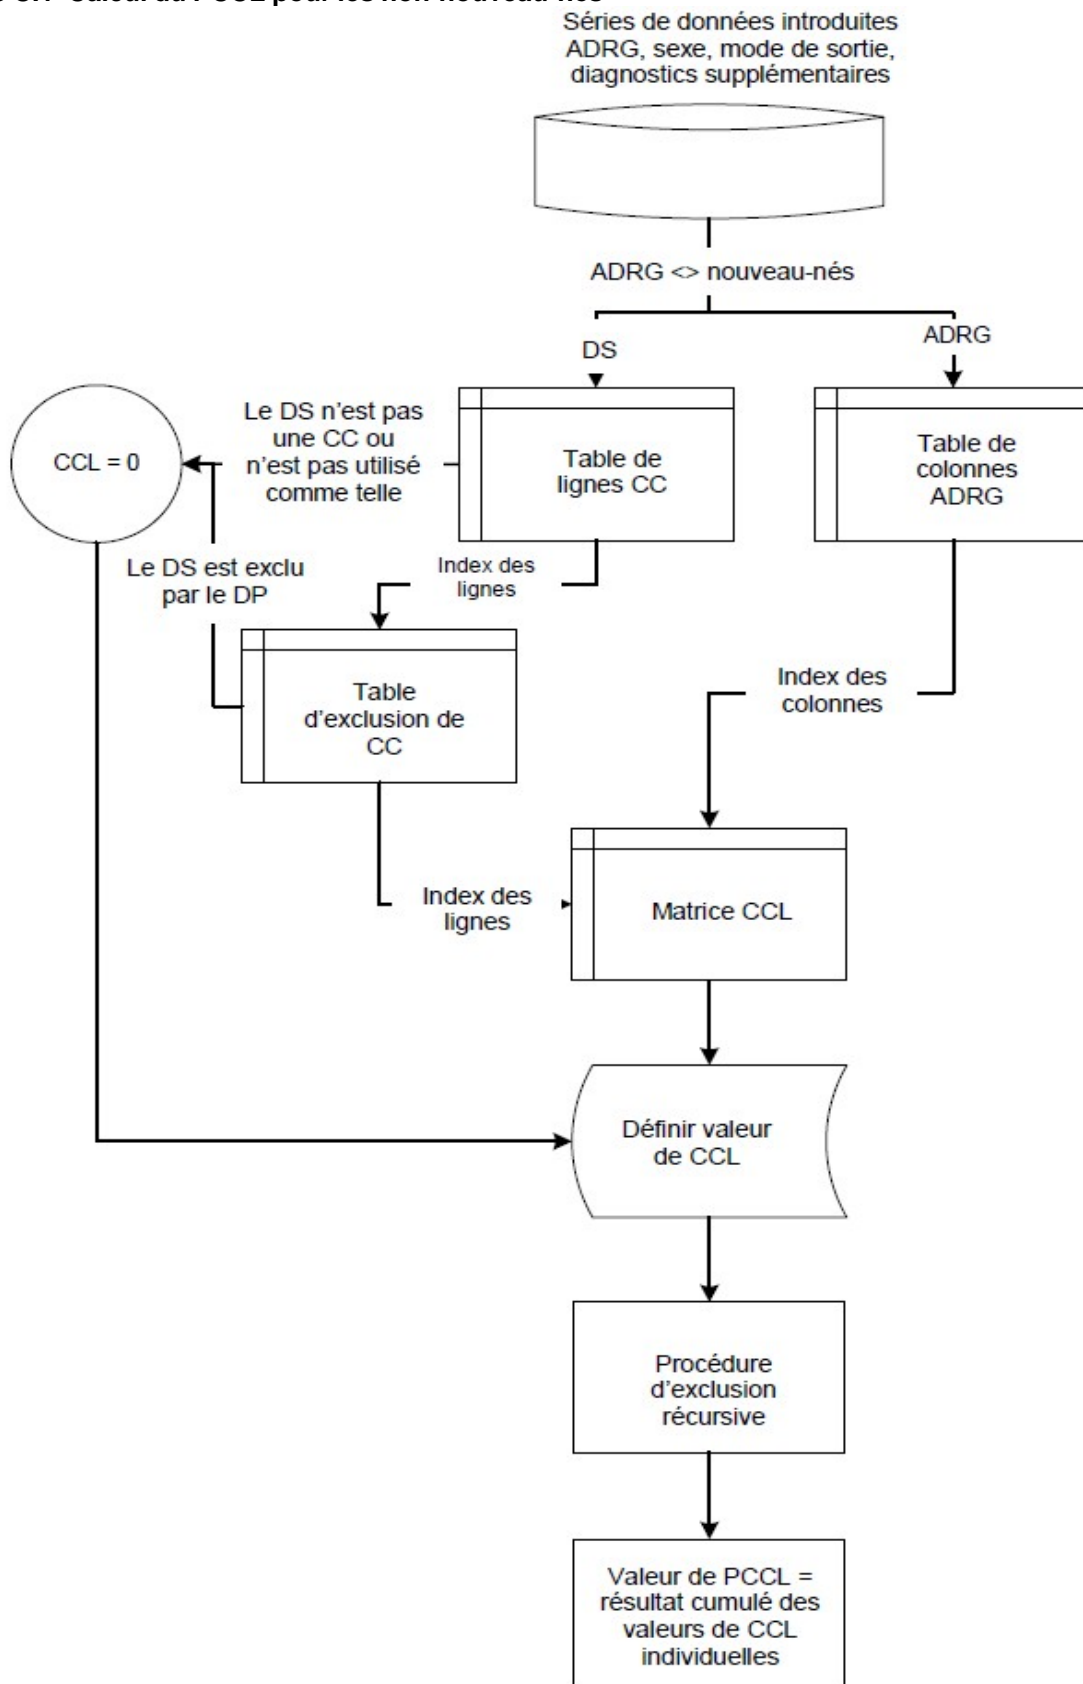 Séries de données introduites
ADRG, sexe, mode de sortie,
diagnostics supplémentaires
ADRG <> nouveau-nés
DS
ADRG
CCL = 0
Le DS n'est pas
une CC ou
n'est pas utilisé
comme telle
Table de
lignes CC
Table de
colonnes
ADRG
Le DS est exclu
par le DP
Index des
lignes
Table
d'exclusion de
CC
Index des
colonnes
Index des
lignes
Matrice CCL
Définir valeur
de CCL
Procédure
d'exclusion
récursive
Valeur de PCCL =
résultat cumulé des
valeurs de CCL
individuelles